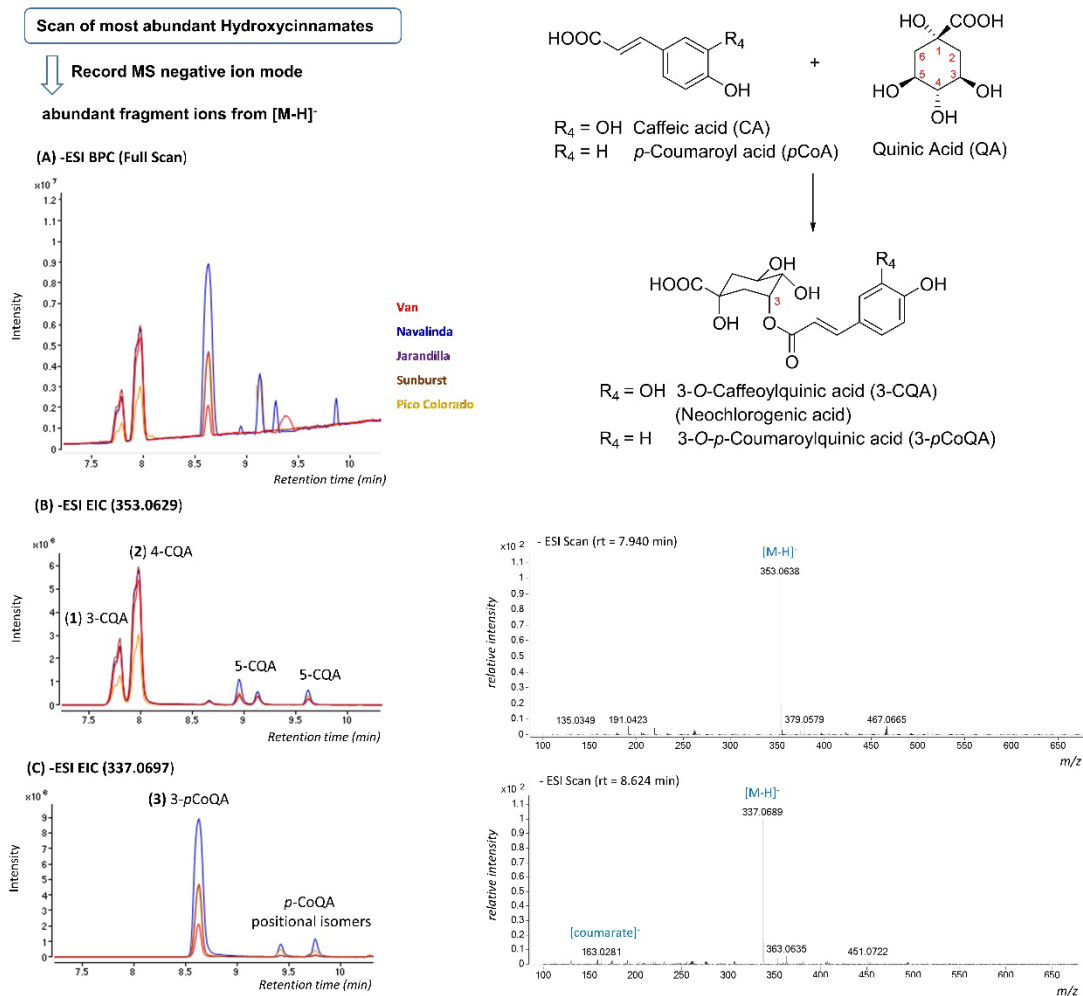 Scan of most abundant Hydroxycinnamates
Record MS negative ion mode
abundant fragment ions from [M-H]⁻
HOOC
R₄
OH
+
HO
COOH
1
2
3
4
5
6
HO
OH
OH
R₄ = OH Caffeic acid (CA)
R₄ = H p-Coumaroyl acid (pCoA)
Quinic Acid (QA)
HOOC
OH
OH
OH
3
O
O
R₄
OH
R₄ = OH 3-O-Caffeoylquinic acid (3-CQA)
(Neochlorogenic acid)
R₄ = H 3-O-p-Coumaroylquinic acid (3-pCoQA)
(A) -ESI BPC (Full Scan)
×10⁷
Intensity
1.2
1.1
1
0.9
0.8
0.7
0.6
0.5
0.4
0.3
0.2
0.1
0
7.5 8 8.5 9 9.5 10
Retention time (min)
Van
Navalinda
Jarandilla
Sunburst
Pico Colorado
(B) -ESI EIC (353.0629)
×10⁶
Intensity
6
5
4
3
2
1
0
(1) 3-CQA
(2) 4-CQA
5-CQA
5-CQA
7.5 8 8.5 9 9.5 10
Retention time (min)
- ESI Scan (rt = 7.940 min)
×10²
relative intensity
1.1
1
0.9
0.8
0.7
0.6
0.5
0.4
0.3
0.2
0.1
0
[M-H]⁻
353.0638
135.0349
191.0423
379.0579
467.0665
100 150 200 250 300 350 400 450 500 550 600 650
m/z
(C) -ESI EIC (337.0697)
×10⁶
Intensity
9
8
7
6
5
4
3
2
1
0
(3) 3-pCoQA
p-CoQA
positional isomers
7.5 8 8.5 9 9.5 10
Retention time (min)
- ESI Scan (rt = 8.624 min)
×10²
relative intensity
1.1
1
0.9
0.8
0.7
0.6
0.5
0.4
0.3
0.2
0.1
0
[M-H]⁻
337.0689
[coumarate]⁻
163.0281
363.0635
451.0722
100 150 200 250 300 350 400 450 500 550 600 650
m/z